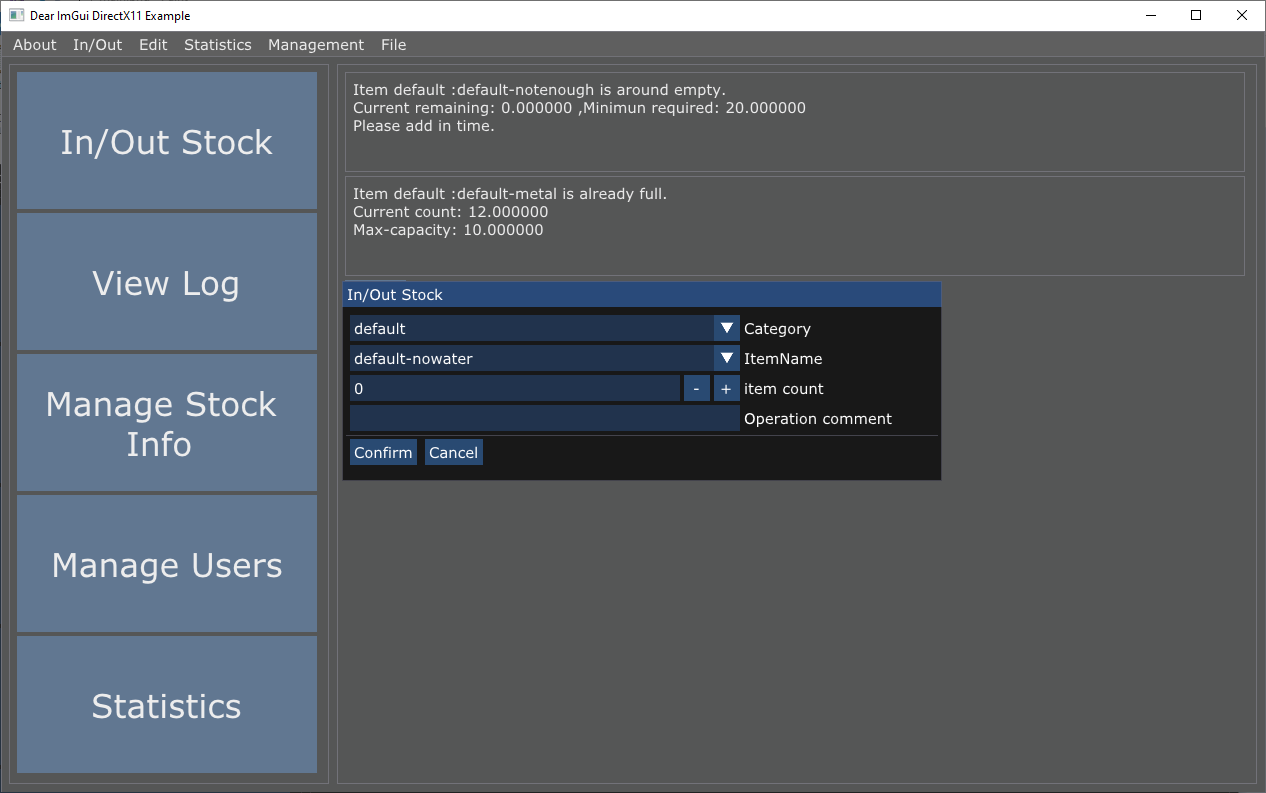 Dear ImGui DirectX11 Example
About In/Out Edit Statistics Management File
In/Out Stock
View Log
Manage Stock
Info
Manage Users
Statistics
Item default :default-notenough is around empty.
Current remaining: 0.000000 ,Minimun required: 20.000000
Please add in time.
Item default :default-metal is already full.
Current count: 12.000000
Max-capacity: 10.000000
In/Out Stock
default Category
default-nowater ItemName
0 - + item count
Operation comment
Confirm Cancel